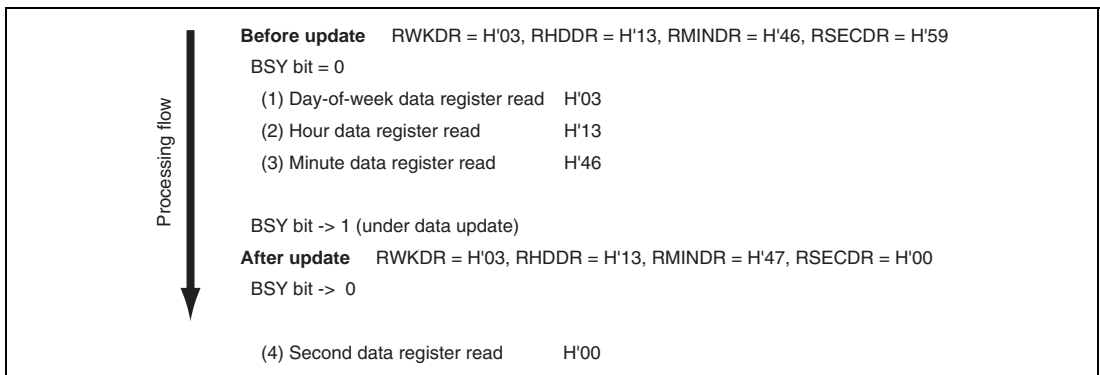 Processing flow
Before update RWKDR = H'03, RHDDR = H'13, RMINDR = H'46, RSECDR = H'59
BSY bit = 0
(1) Day-of-week data register read H'03
(2) Hour data register read H'13
(3) Minute data register read H'46
BSY bit -> 1 (under data update)
After update RWKDR = H'03, RHDDR = H'13, RMINDR = H'47, RSECDR = H'00
BSY bit -> 0
(4) Second data register read H'00